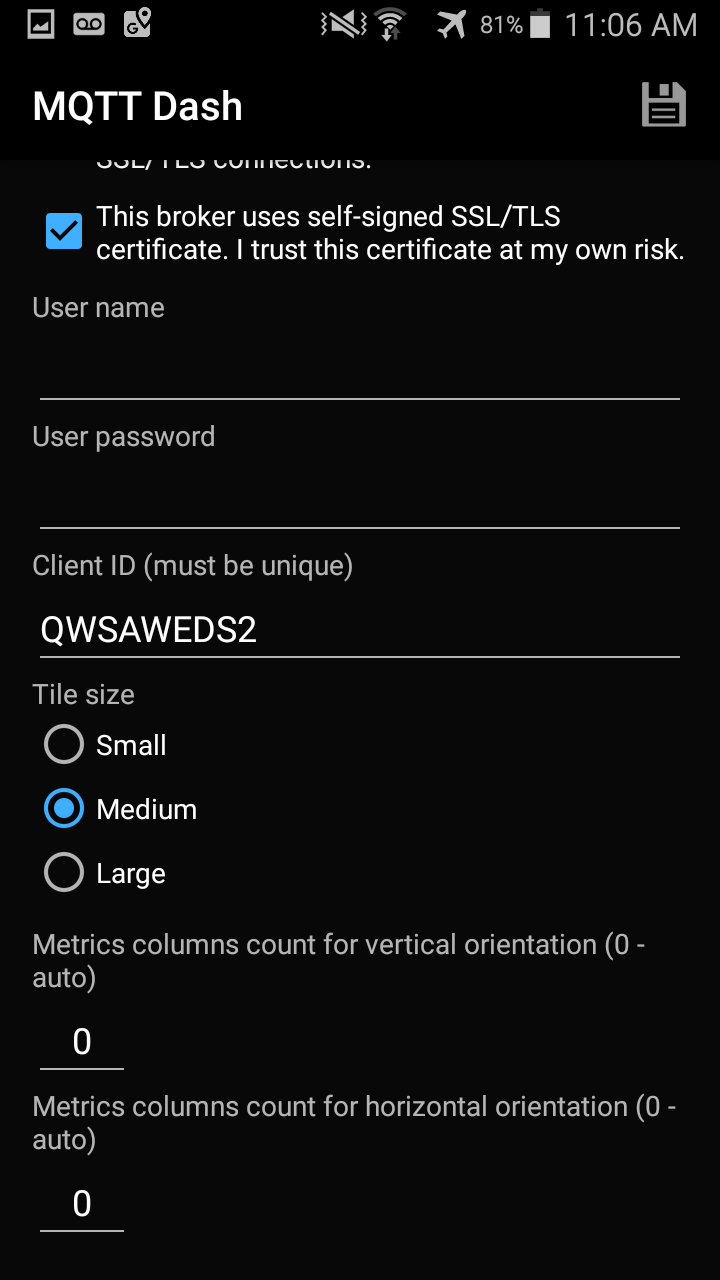 81% 11:06 AM
MQTT Dash
SSL/TLS connections.
This broker uses self-signed SSL/TLS
certificate. I trust this certificate at my own risk.
User name
User password
Client ID (must be unique)
QWSAWEDS2
Tile size
Small
Medium
Large
Metrics columns count for vertical orientation (0 -
auto)
0
Metrics columns count for horizontal orientation (0 -
auto)
0